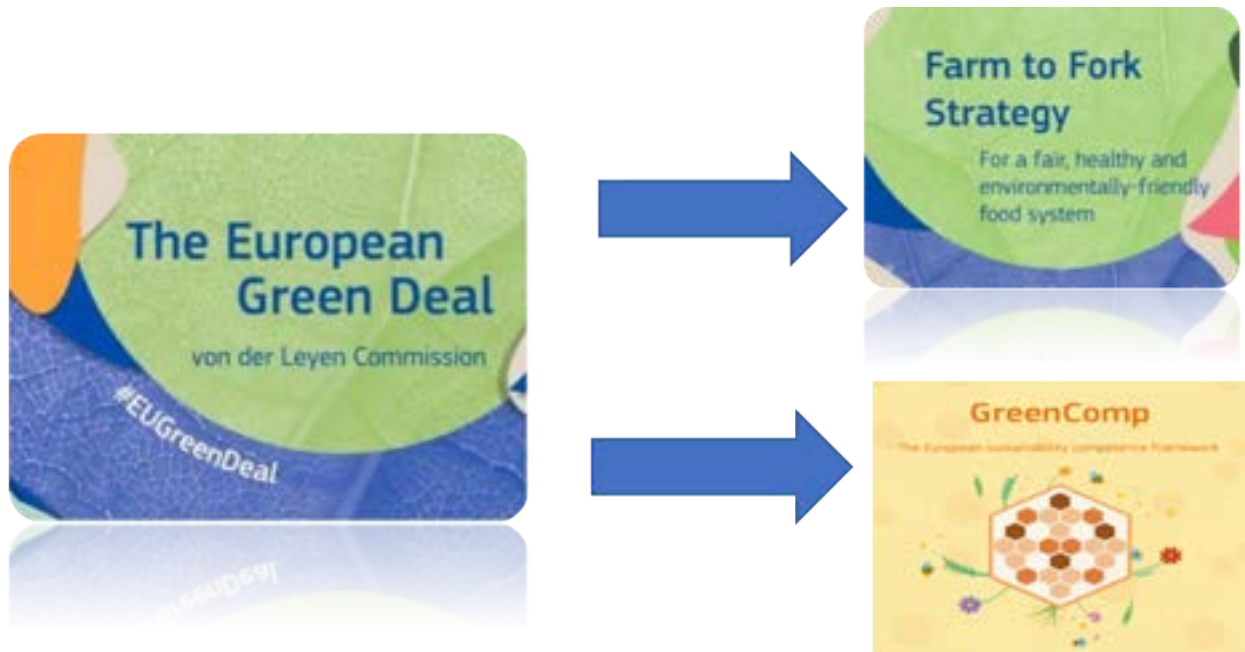 The European
Green Deal
von der Leyen Commission
#EUGreenDeal
Farm to Fork
Strategy
For a fair, healthy and
environmentally-friendly
food system
GreenComp
The European sustainability competence framework